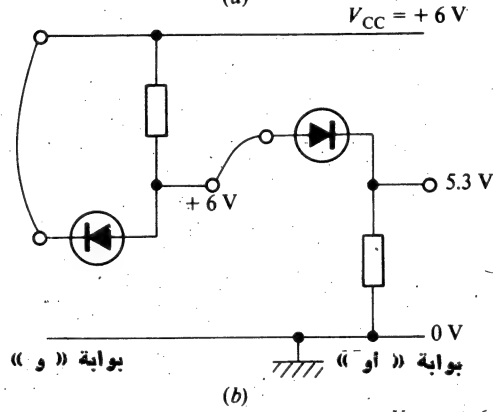 (a)
V_CC = + 6 V
+ 6 V
5.3 V
0 V
بوابة (( و ))
بوابة (( أو ))
(b)